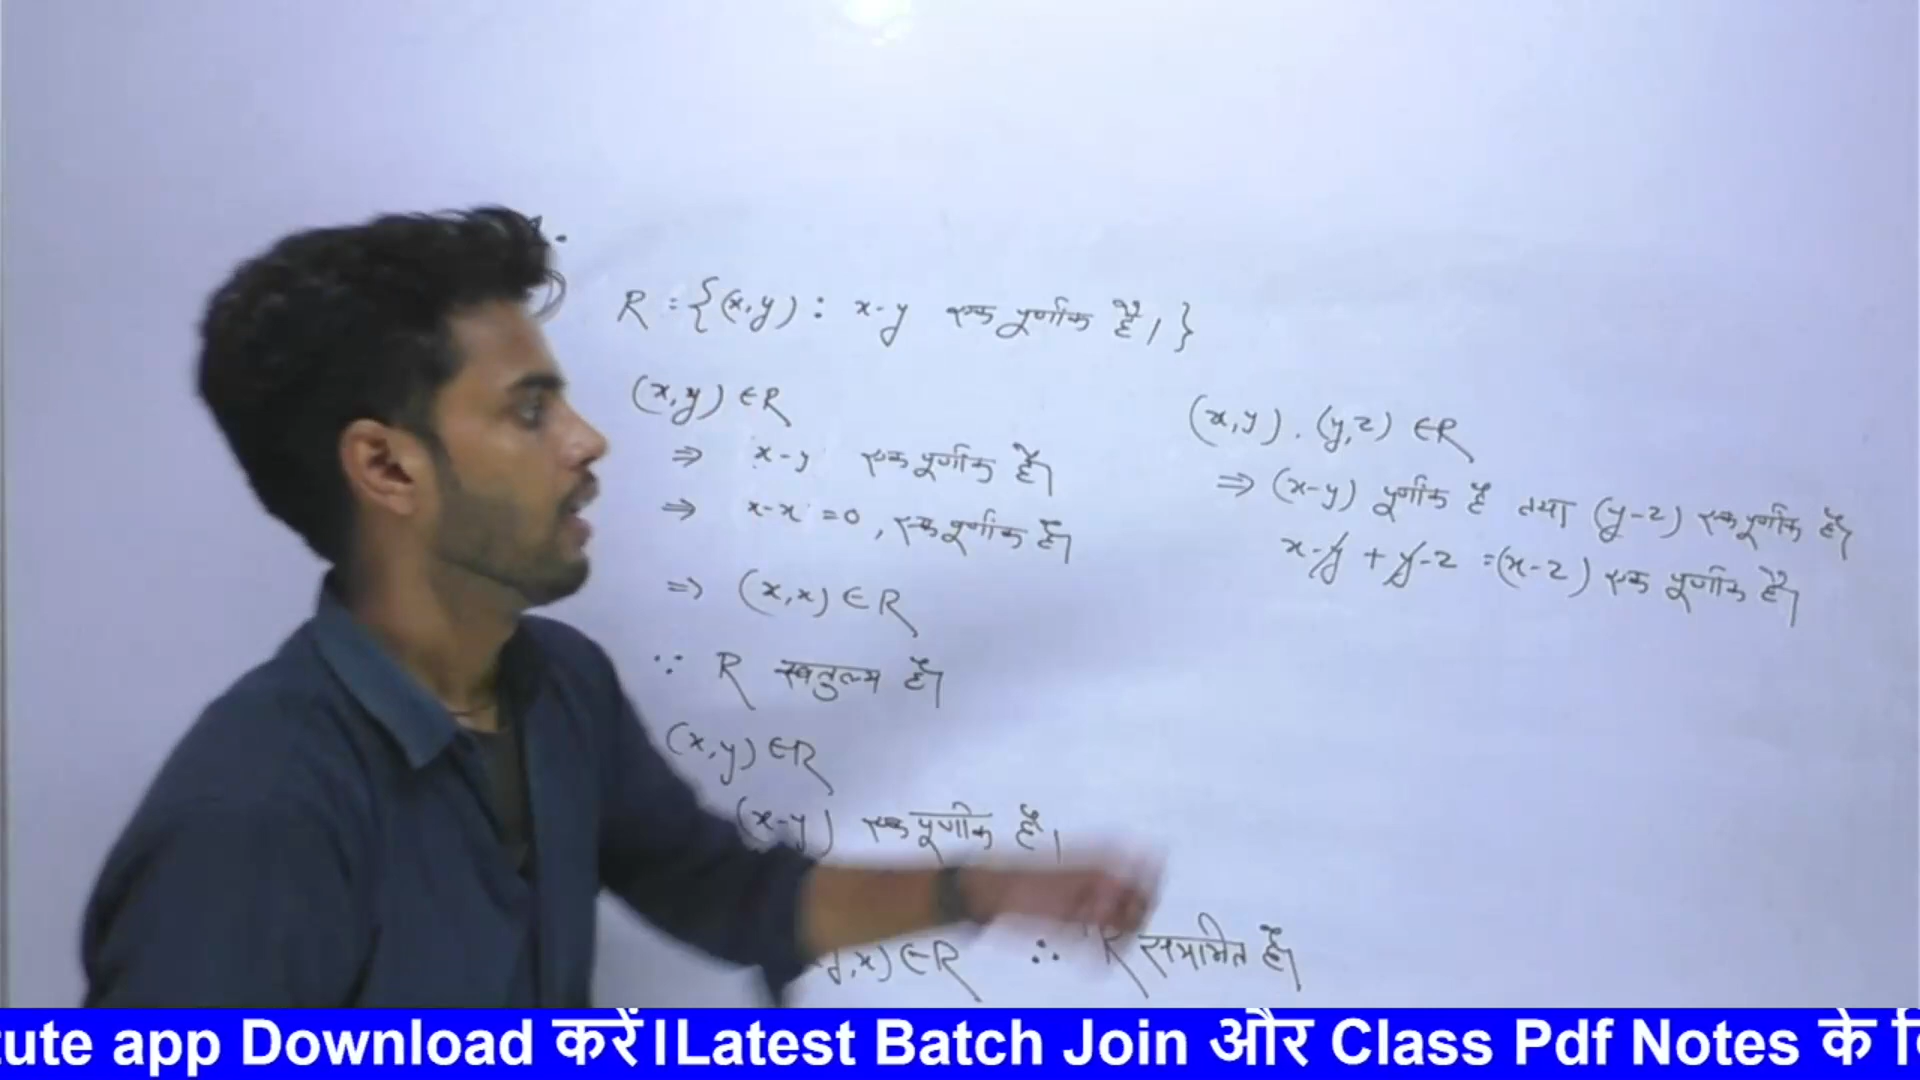 R = {(x,y) : x-y एक पूर्णांक है।}
(x,y) ∈ R
⇒ x-y एक पूर्णांक है।
⇒ x-x = 0, एक पूर्णांक है।
⇒ (x,x) ∈ R
∵ R स्वतुल्य है।
(x,y) ∈ R
(x-y) एक पूर्णांक है।
,x) ∈ R ∴ R सममित है।
(x,y) . (y,z) ∈ R
⇒ (x-y) पूर्णांक है तथा (y-z) एक पूर्णांक है।
x-y + y-z = (x-z) एक पूर्णांक है।
tute app Download करें।Latest Batch Join और Class Pdf Notes के